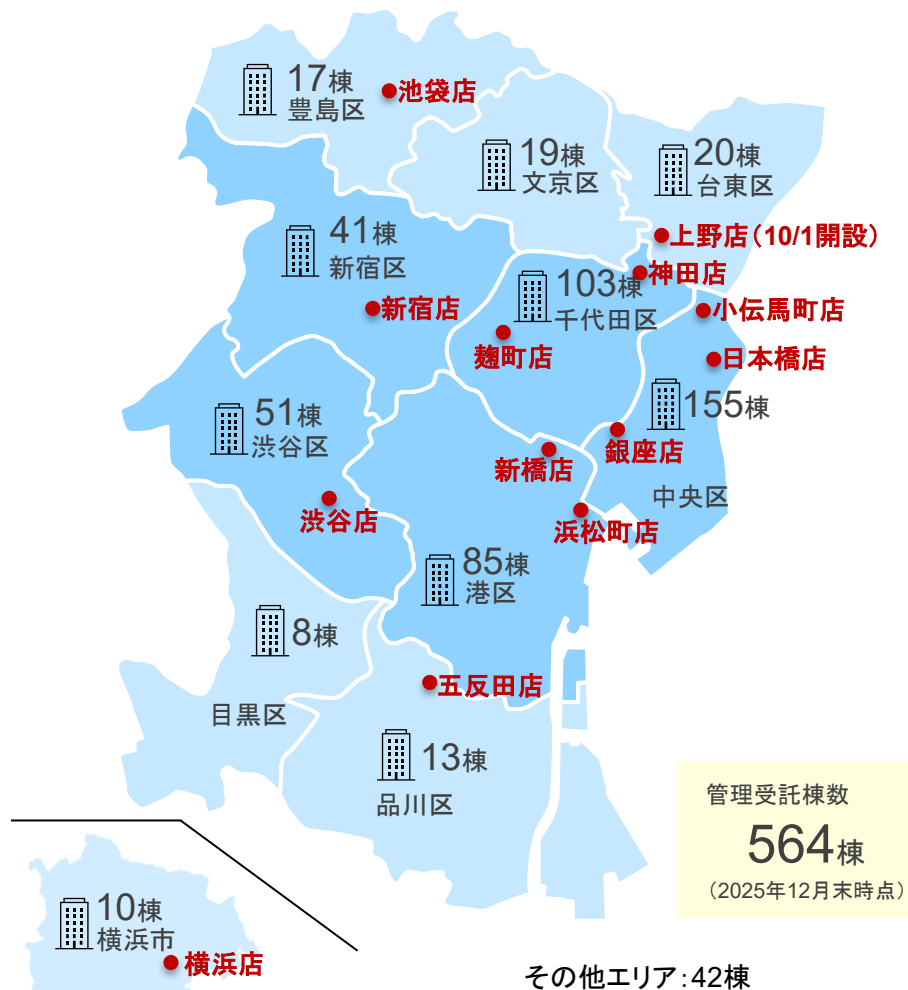 17棟
豊島区
池袋店
19棟
文京区
20棟
台東区
上野店（10/1開設）
41棟
新宿区
新宿店
103棟
千代田区
神田店
麹町店
小伝馬町店
日本橋店
155棟
銀座店
中央区
51棟
渋谷区
渋谷店
新橋店
浜松町店
85棟
港区
8棟
目黒区
五反田店
13棟
品川区
管理受託棟数
564棟
（2025年12月末時点）
10棟
横浜市
横浜店
その他エリア：42棟